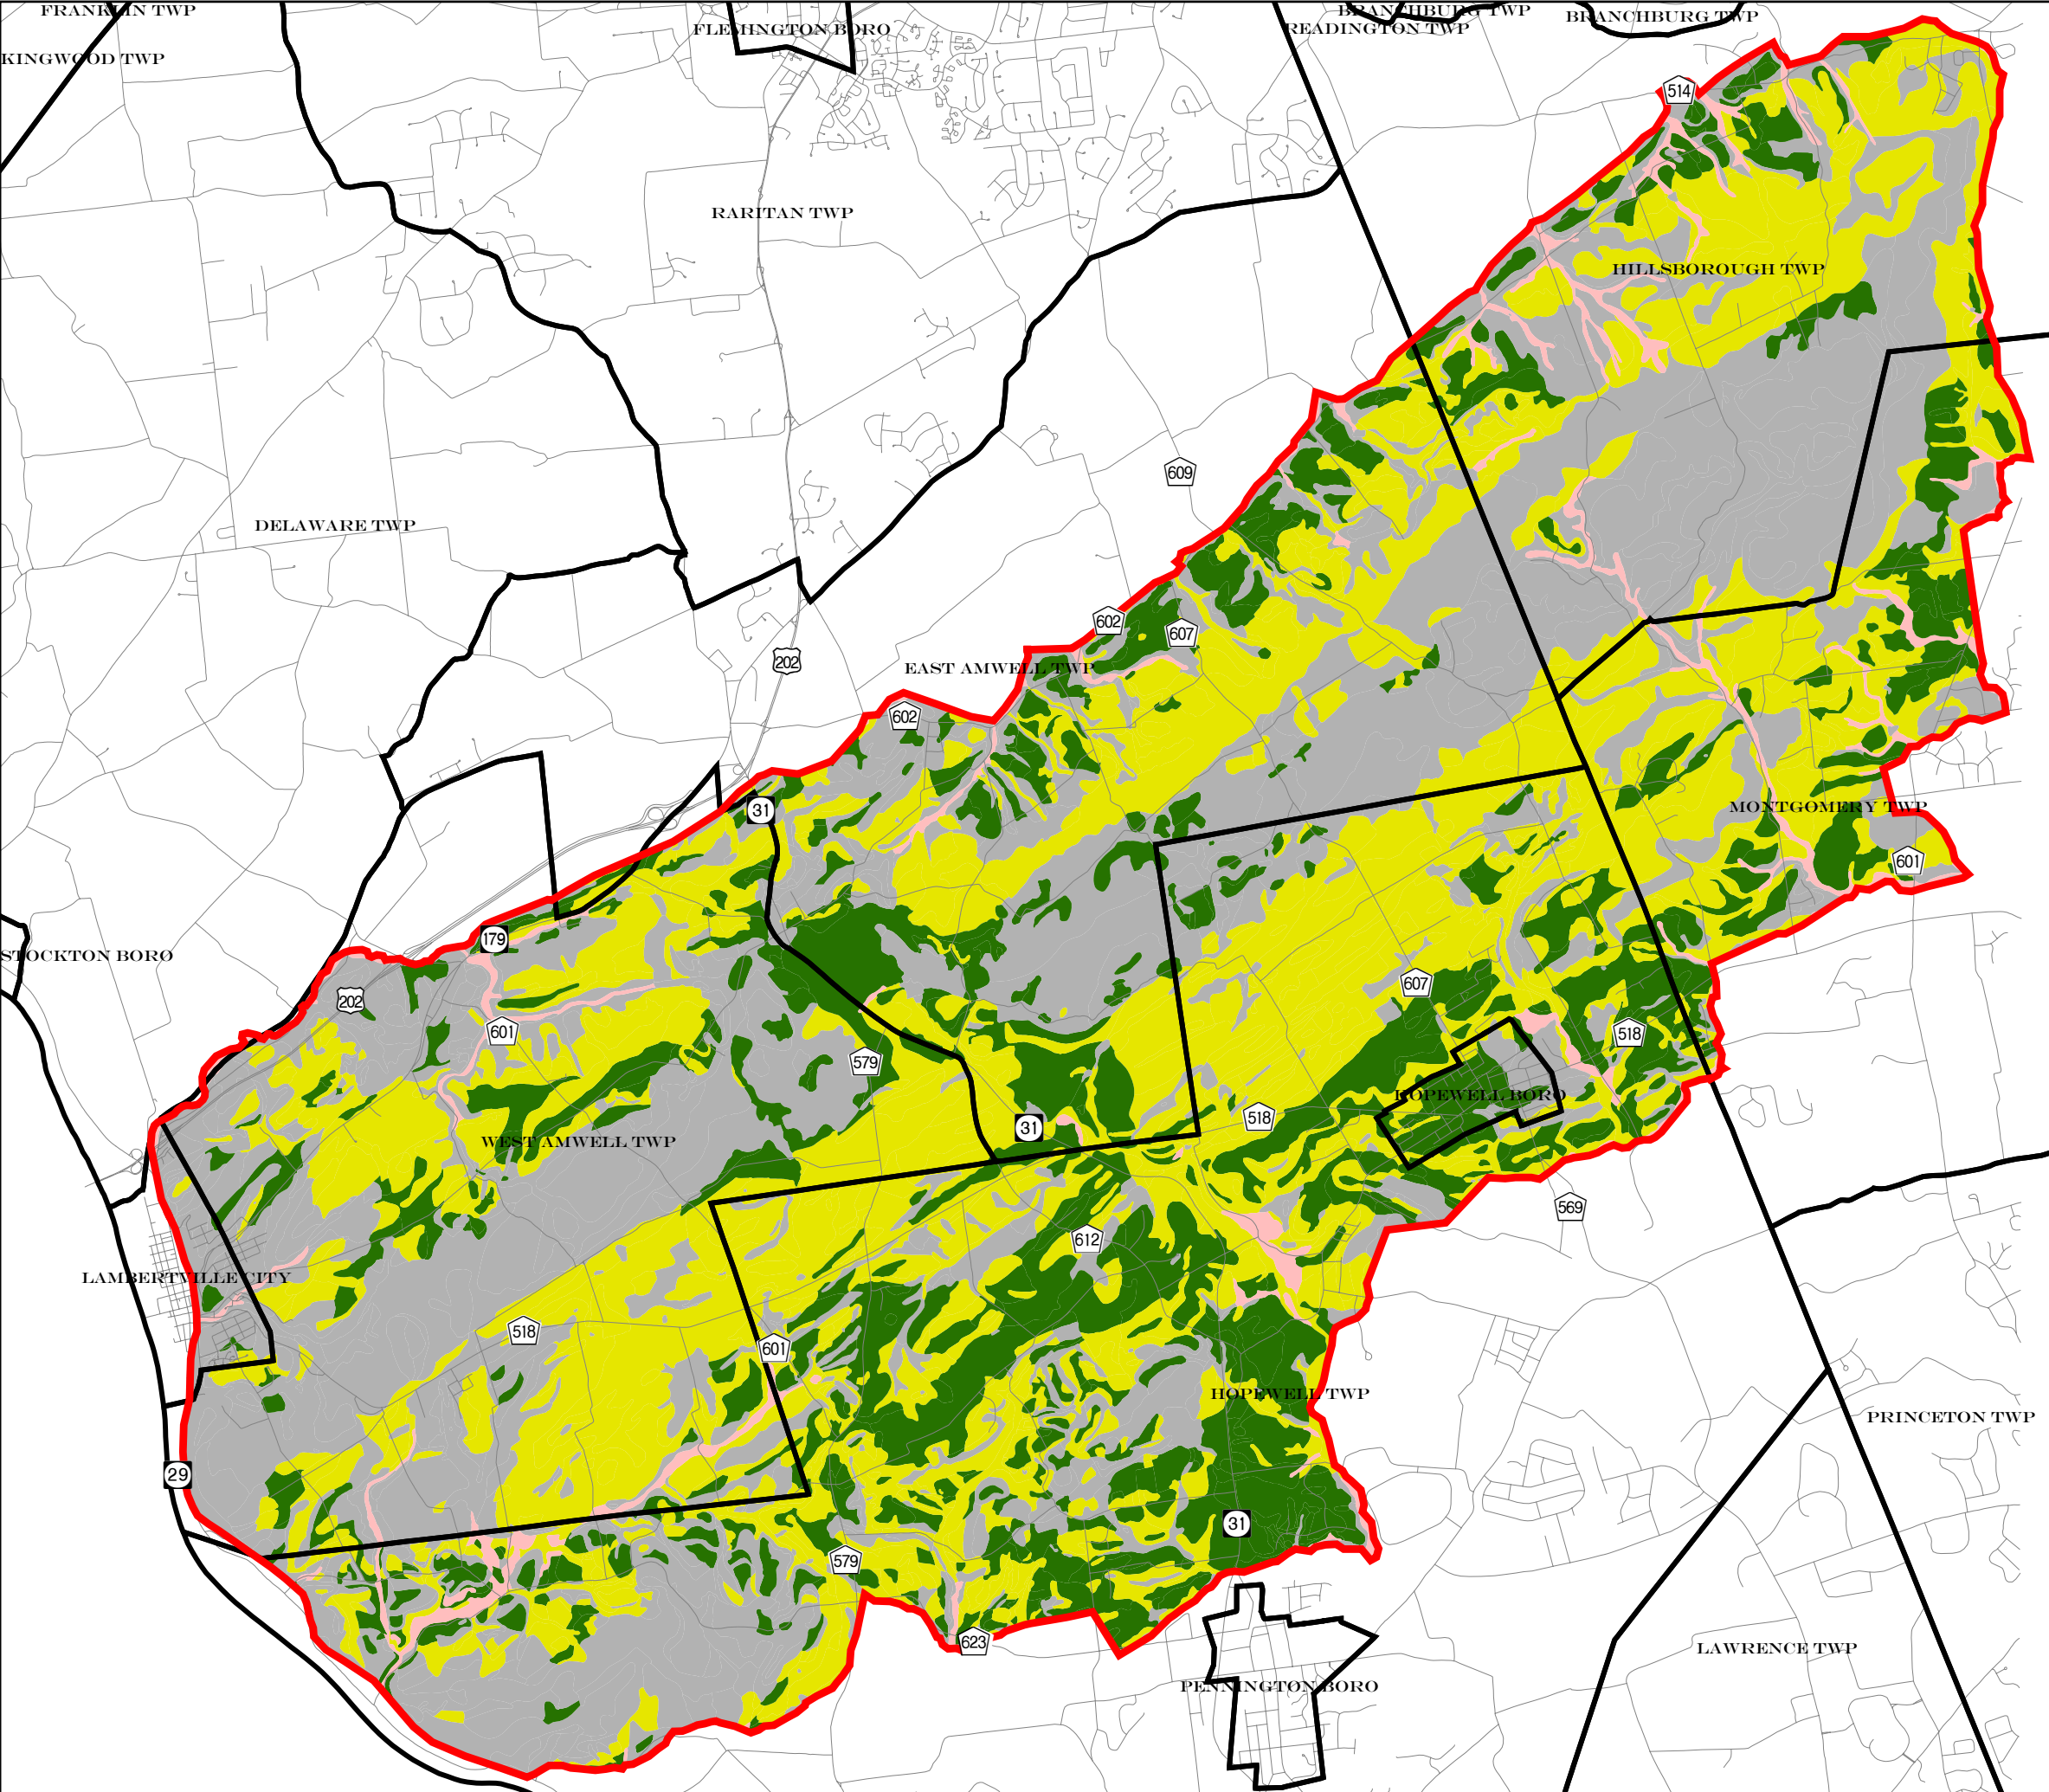 FRANKLIN TWP
BRANCHBURG TWP
BRANCHBURG TWP
FLEMINGTON BORO
READINGTON TWP
KINGWOOD TWP
514
RARITAN TWP
HILLSBOROUGH TWP
609
DELAWARE TWP
602
607
202
EAST AMWELL TWP
602
31
MONTGOMERY TWP
601
179
STOCKTON BORO
607
202
601
518
579
HOPEWELL BORO
518
31
WEST AMWELL TWP
569
612
LAMBERTVILLE CITY
518
601
HOPEWELL TWP
PRINCETON TWP
29
31
579
623
LAWRENCE TWP
PENNINGTON BORO